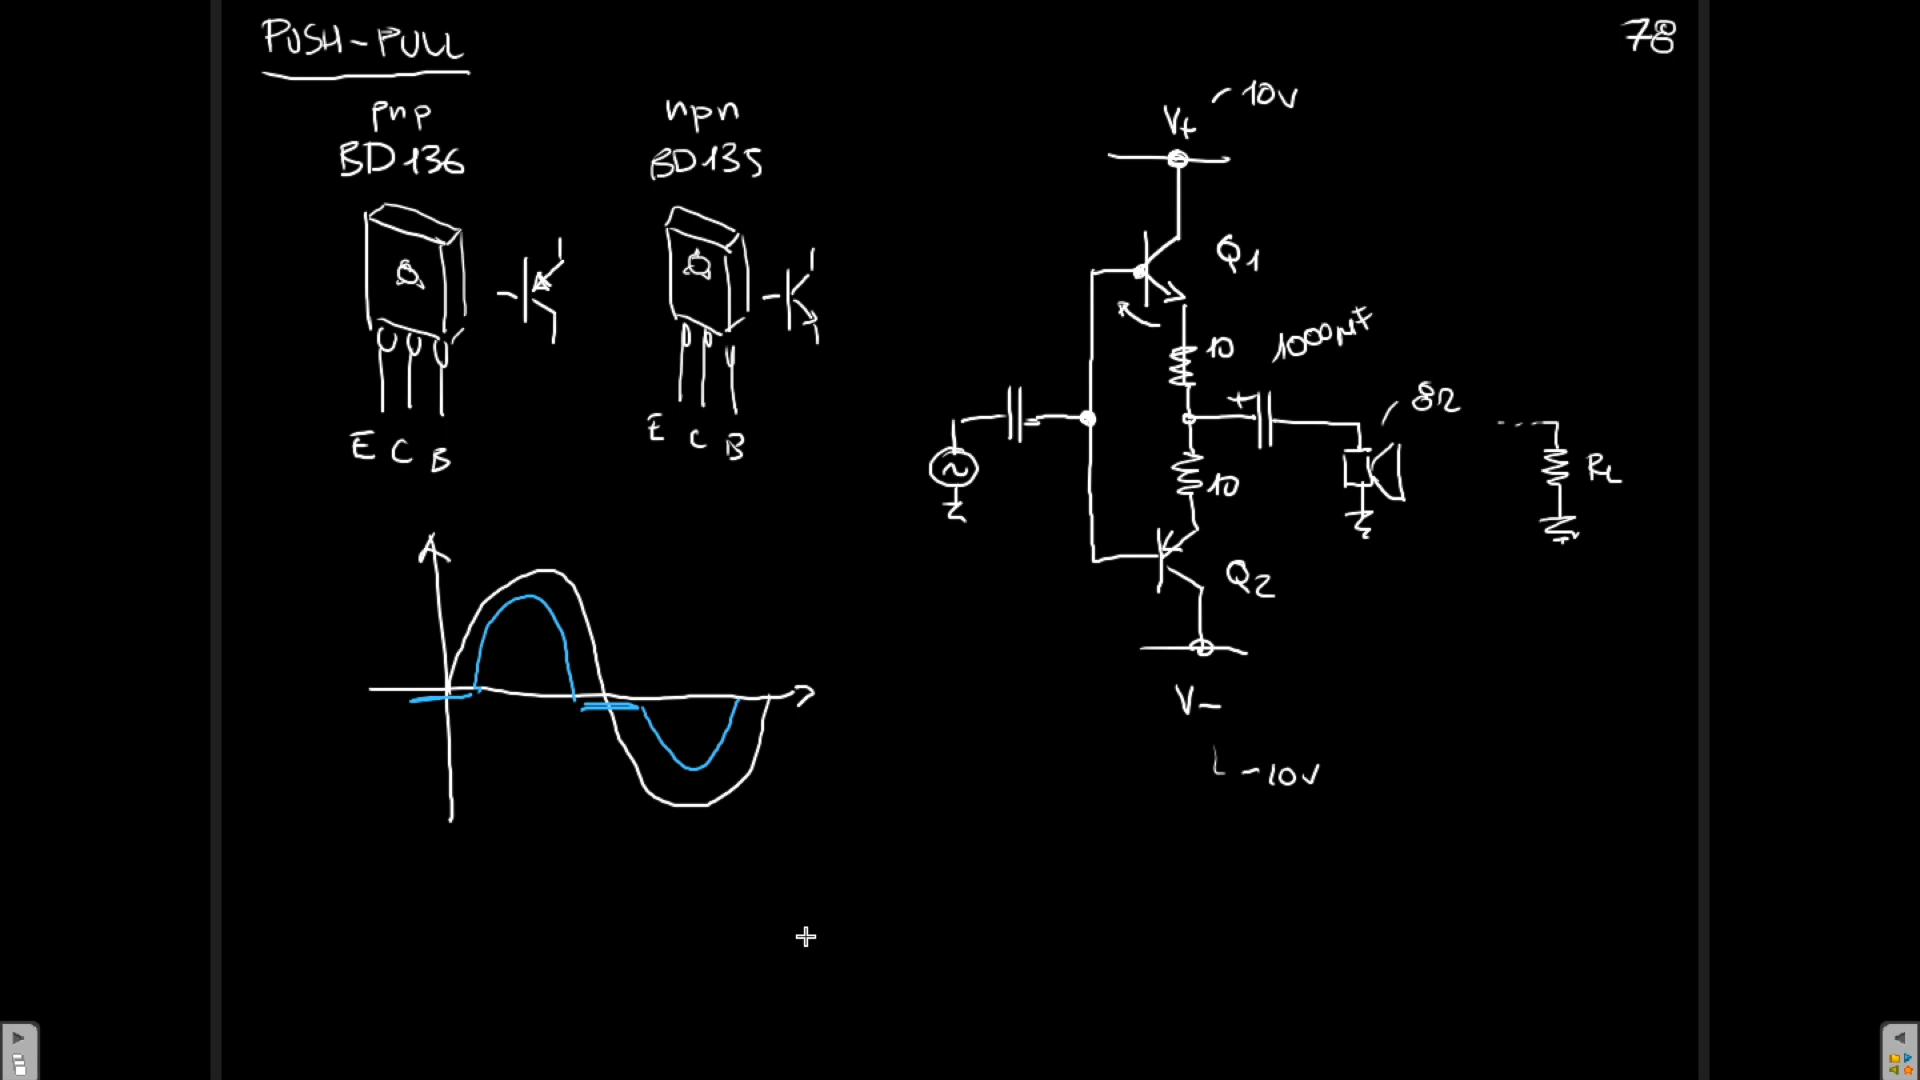 PUSH-PULL
78
pnp
BD136
npn
BD135
E C B
E C B
V+
10V
Q1
10
1000µF
+
8Ω
RL
10
Q2
V-
-10V